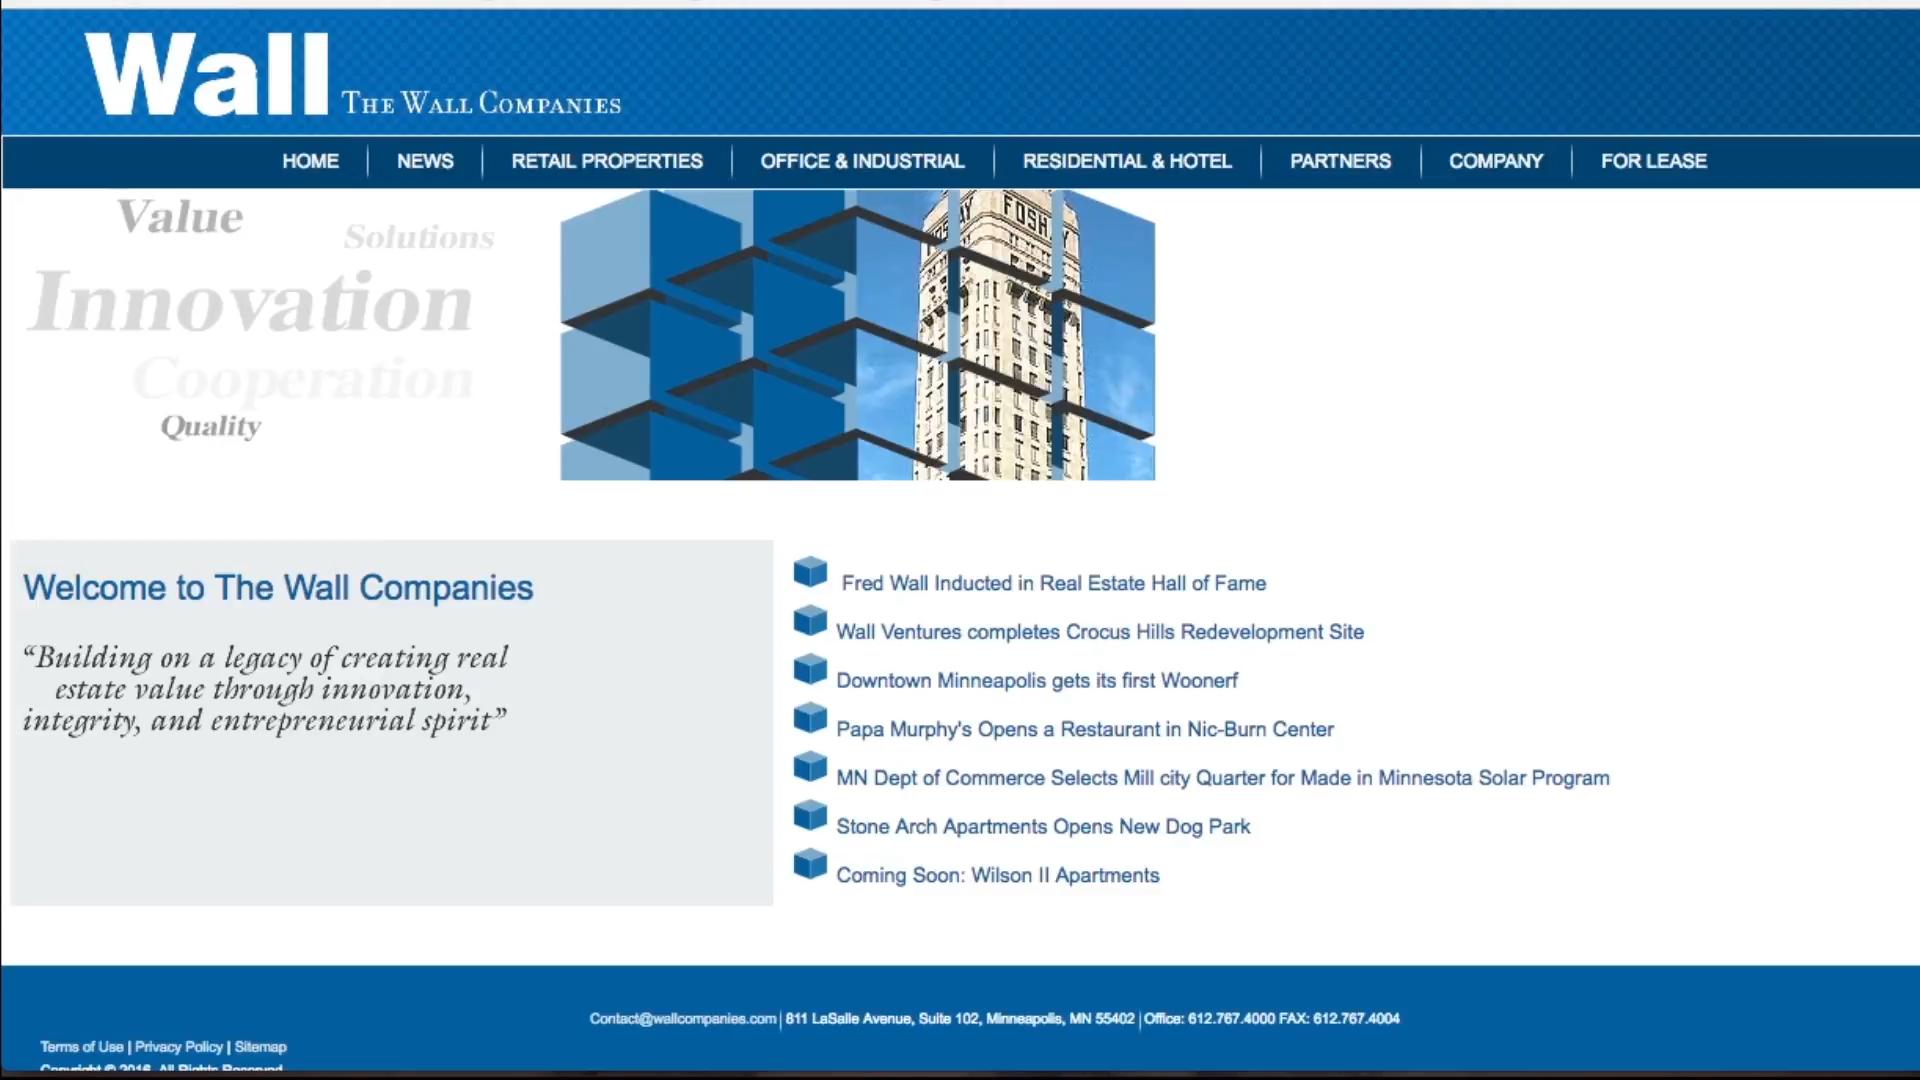 Wall The Wall Companies
HOME NEWS RETAIL PROPERTIES OFFICE & INDUSTRIAL RESIDENTIAL & HOTEL PARTNERS COMPANY FOR LEASE
Value
Solutions
Innovation
Cooperation
Quality
FOSHAY
Welcome to The Wall Companies
“Building on a legacy of creating real
estate value through innovation,
integrity, and entrepreneurial spirit”
Fred Wall Inducted in Real Estate Hall of Fame
Wall Ventures completes Crocus Hills Redevelopment Site
Downtown Minneapolis gets its first Woonerf
Papa Murphy's Opens a Restaurant in Nic-Burn Center
MN Dept of Commerce Selects Mill city Quarter for Made in Minnesota Solar Program
Stone Arch Apartments Opens New Dog Park
Coming Soon: Wilson II Apartments
Contact@wallcompanies.com | 811 LaSalle Avenue, Suite 102, Minneapolis, MN 55402 | Office: 612.767.4000 FAX: 612.767.4004
Terms of Use | Privacy Policy | Sitemap
Copyright © 2016. All Rights Reserved